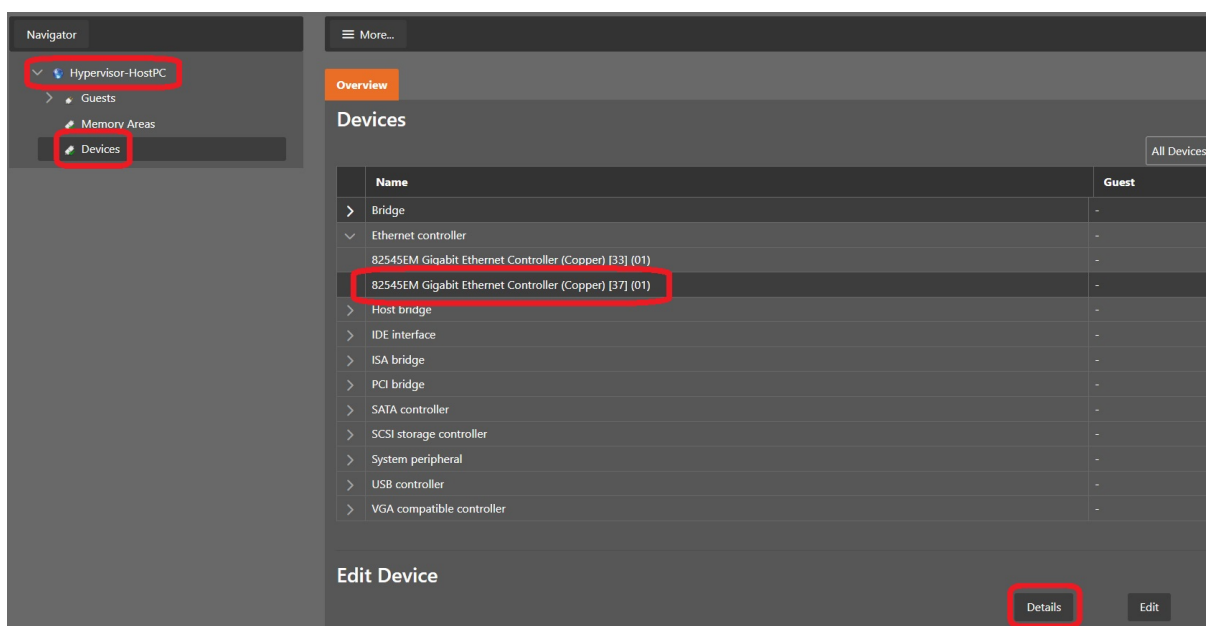 Navigator
Hypervisor-HostPC
Guests
Memory Areas
Devices
More...
Overview
Devices
All Devices
Name Guest
Bridge -
Ethernet controller -
82545EM Gigabit Ethernet Controller (Copper) [33] (01) -
82545EM Gigabit Ethernet Controller (Copper) [37] (01) -
Host bridge -
IDE interface -
ISA bridge -
PCI bridge -
SATA controller -
SCSI storage controller -
System peripheral -
USB controller -
VGA compatible controller -
Edit Device
Details Edit